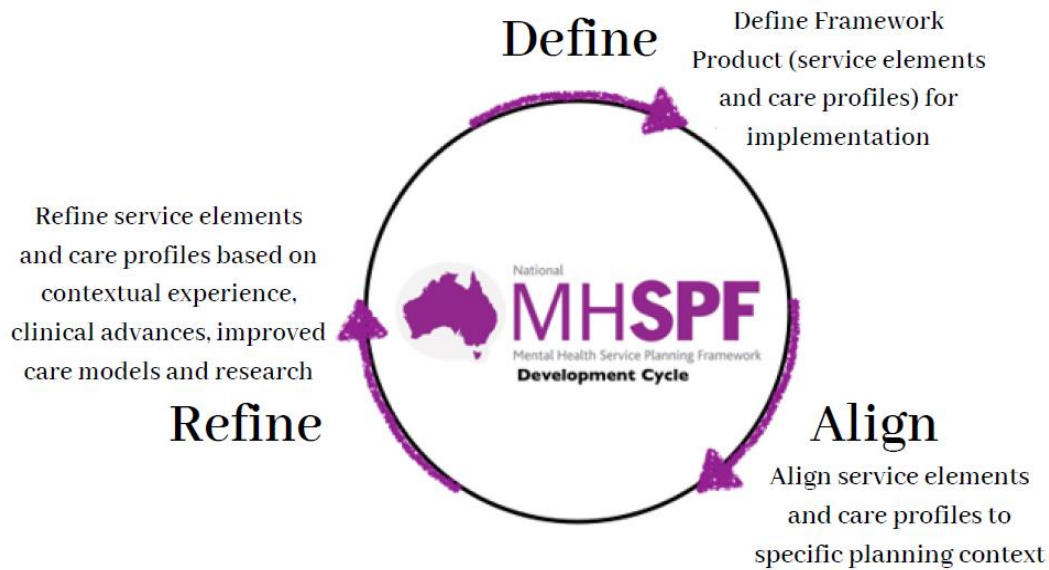 Define
Define Framework
Product (service elements
and care profiles) for
implementation
Refine service elements
and care profiles based on
contextual experience,
clinical advances, improved
care models and research
Refine
National
MHSPF
Mental Health Service Planning Framework
Development Cycle
Align
Align service elements
and care profiles to
specific planning context